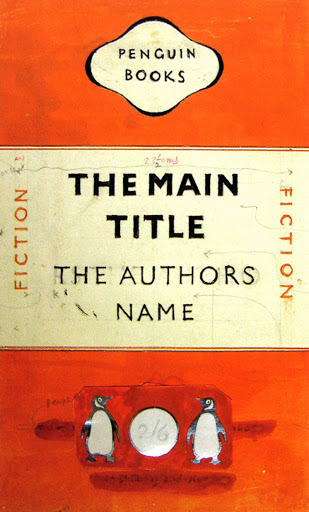 PENGUIN
BOOKS
FICTION
THE MAIN
TITLE
THE AUTHORS
NAME
FICTION
2/6